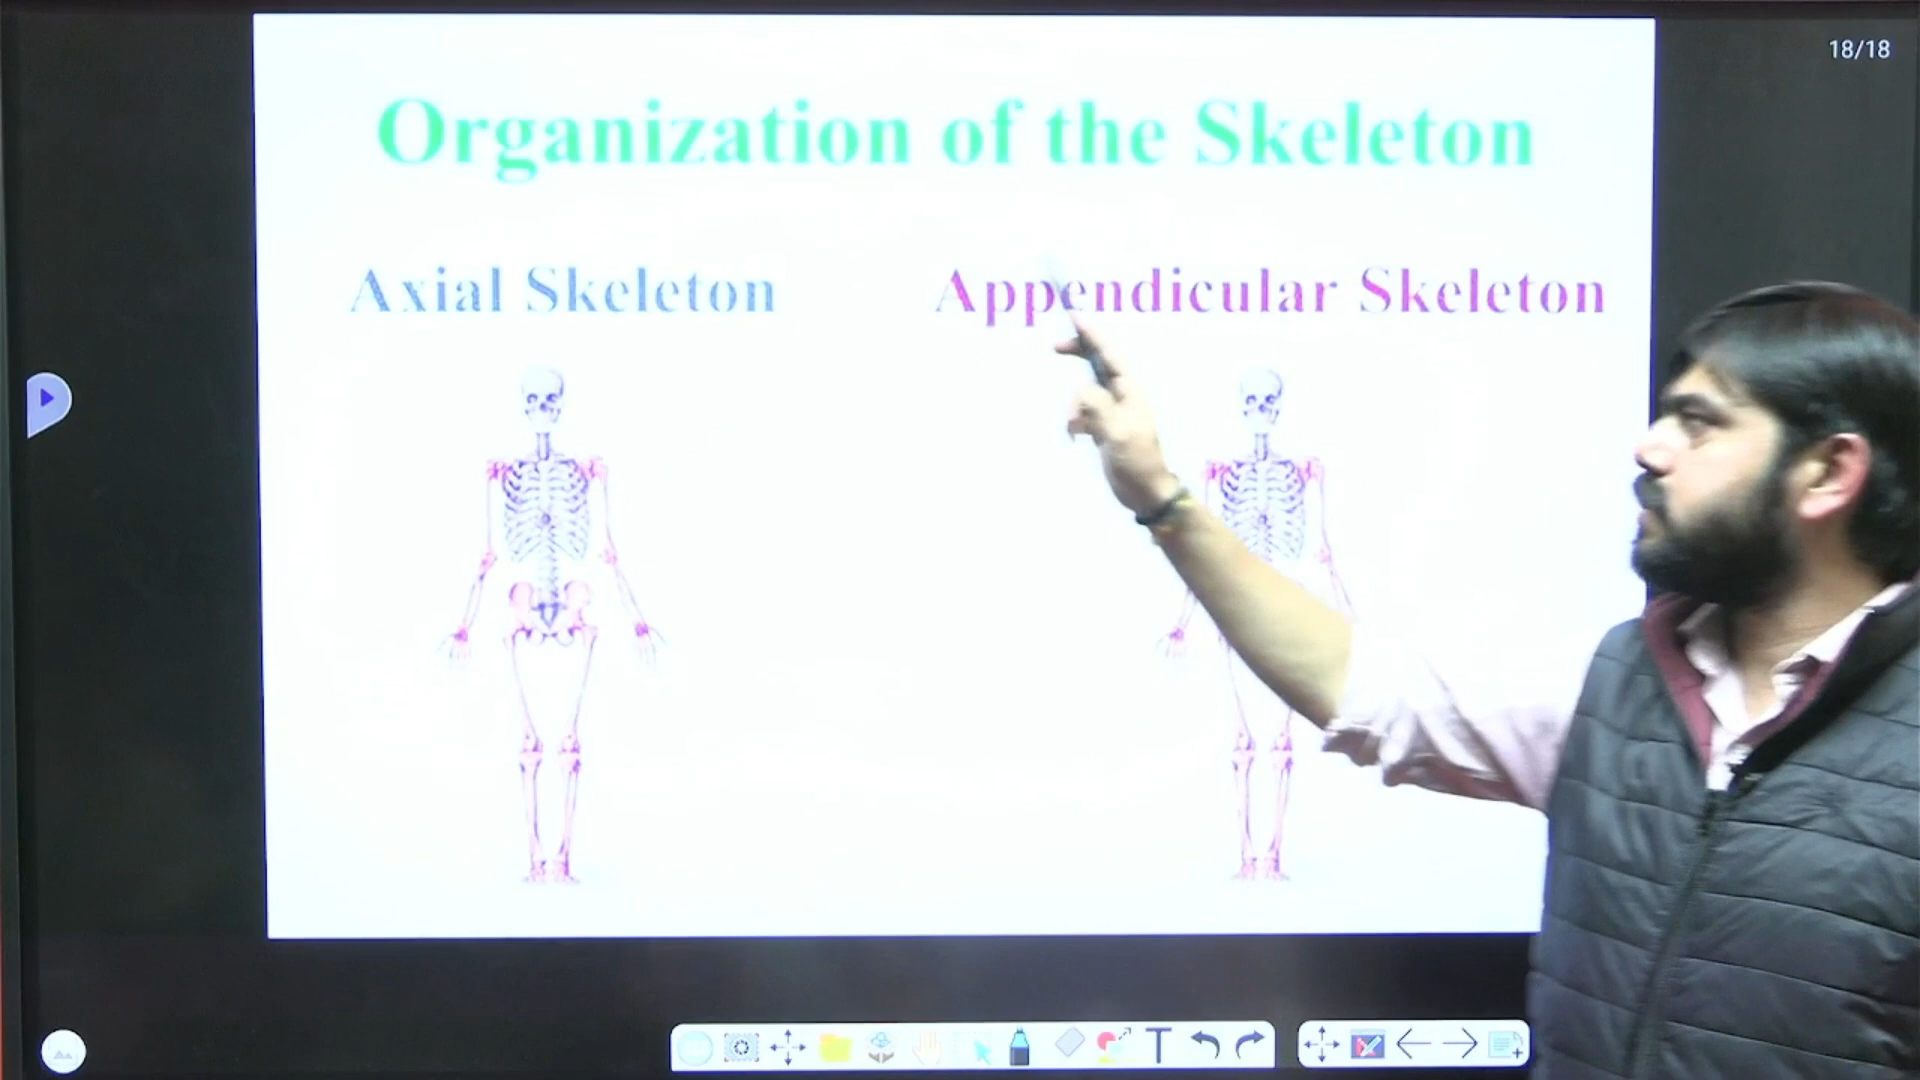 18/18
Organization of the Skeleton
Axial Skeleton
Appendicular Skeleton
T